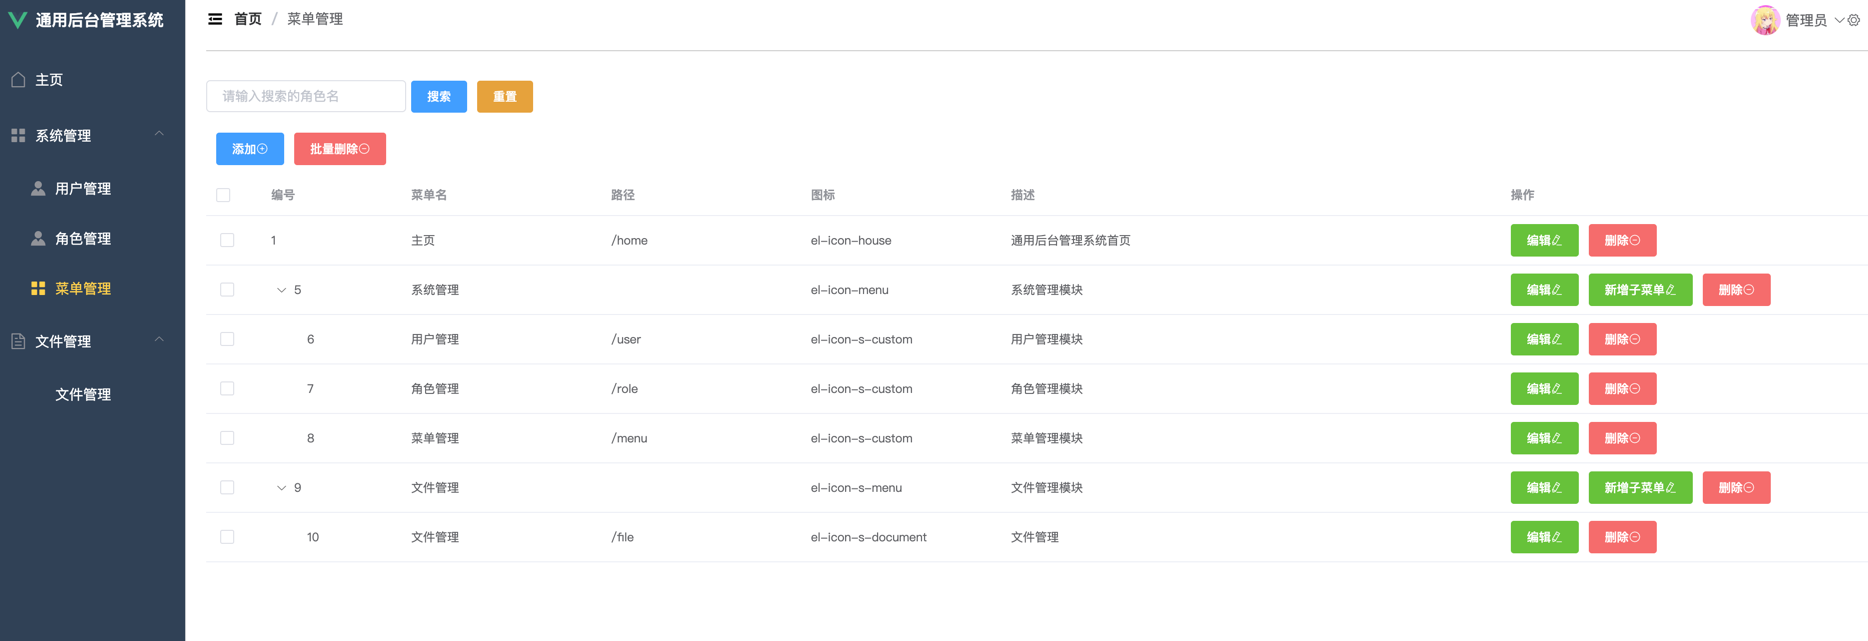 通用后台管理系统
首页 / 菜单管理
管理员
主页
系统管理
用户管理
角色管理
菜单管理
文件管理
文件管理
请输入搜索的角色名 搜索 重置
添加 批量删除
编号 菜单名 路径 图标 描述 操作
1 主页 /home el-icon-house 通用后台管理系统首页 编辑 删除
5 系统管理 el-icon-menu 系统管理模块 编辑 新增子菜单 删除
6 用户管理 /user el-icon-s-custom 用户管理模块 编辑 删除
7 角色管理 /role el-icon-s-custom 角色管理模块 编辑 删除
8 菜单管理 /menu el-icon-s-custom 菜单管理模块 编辑 删除
9 文件管理 el-icon-s-menu 文件管理模块 编辑 新增子菜单 删除
10 文件管理 /file el-icon-s-document 文件管理 编辑 删除